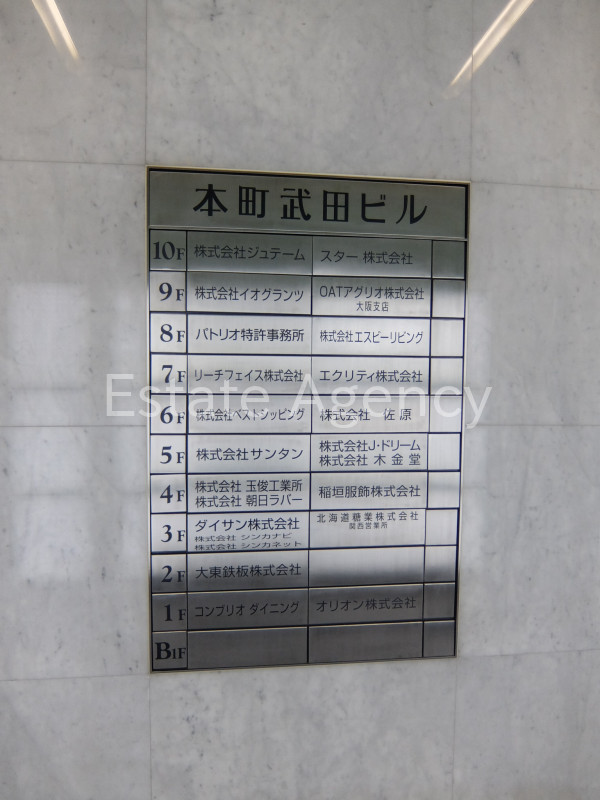 本町武田ビル
10F 株式会社ジュテーム スター 株式会社
9F 株式会社イオグランツ OATアグリオ株式会社
大阪支店
8F パトリオ特許事務所 株式会社エスピーリビング
7F リーチフェイス株式会社 エクリティ株式会社
Estate Agency
6F 株式会社ベストシッピング 株式会社 佐原
5F 株式会社サンタン 株式会社J・ドリーム
株式会社 木金堂
4F 株式会社 玉俊工業所 稲垣服飾株式会社
株式会社 朝日ラバー
3F ダイサン株式会社 北海道糖業株式会社
株式会社 シンカナビ 関西営業所
株式会社 シンカネット
2F 大東鉄板株式会社
1F コンブリオ ダイニング オリオン株式会社
B1F